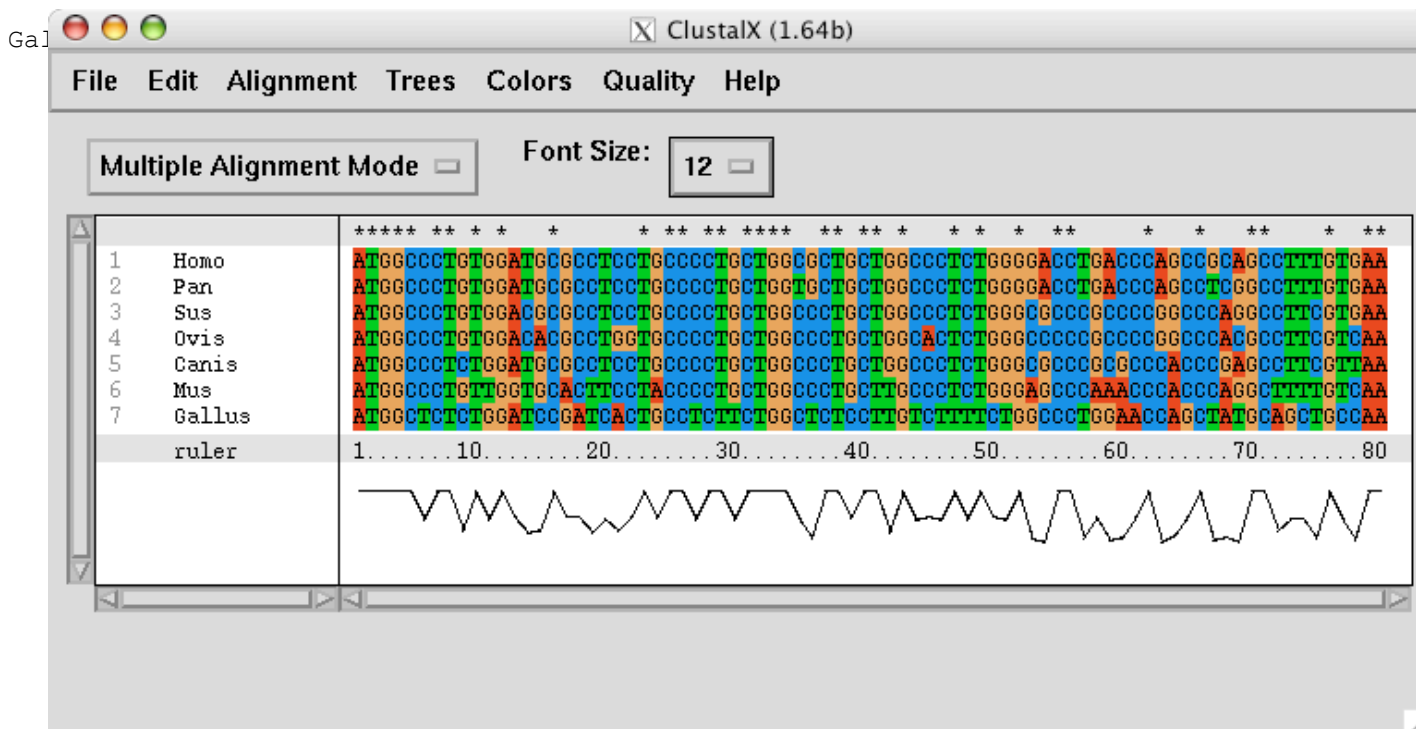 Gal
ClustalX (1.64b)
File Edit Alignment Trees Colors Quality Help
Multiple Alignment Mode Font Size: 12
***** ** * *   *      * ** ** ****  ** ** *   * *  *  **     *   *   **    *  **
1 Homo ATGGCCCTGTGGATGCGCCTCCTGCCCCTGCTGGCGCTGCTGGCCCTCTGGGGACCTGACCCAGCCGCAGCCTTTGTGAA
2 Pan ATGGCCCTGTGGATGCGCCTCCTGCCCCTGCTGGTGCTGCTGGCCCTCTGGGGACCTGACCCAGCCTCGGCCTTTGTGAA
3 Sus ATGGCCCTGTGGACGCGCCTCCTGCCCCTGCTGGCCCTGCTGGCCCTCTGGGCGCCCGCCCCGGCCCAGGCCTTCGTGAA
4 Ovis ATGGCCCTGTGGACACGCCTGGTGCCCCTGCTGGCCCTGCTGGCACTCTGGGCCCCCGCCCCGGCCCACGCCTTCGTCAA
5 Canis ATGGCCCTCTGGATGCGCCTCCTGCCCCTGCTGGCCCTGCTGGCCCTCTGGGCGCCCGCGCCCACCCGAGCCTTCGTTAA
6 Mus ATGGCCCTGTTGGTGCACTTCCTACCCCTGCTGGCCCTGCTTGCCCTCTGGGAGCCCAAACCCACCCAGGCTTTTGTCAA
7 Gallus ATGGCTCTCTGGATCCGATCACTGCCTCTTCTGGCTCTCCTTGTCTTTTCTGGCCCTGGAACCAGCTATGCAGCTGCCAA
ruler 1.......10........20........30........40........50........60........70........80